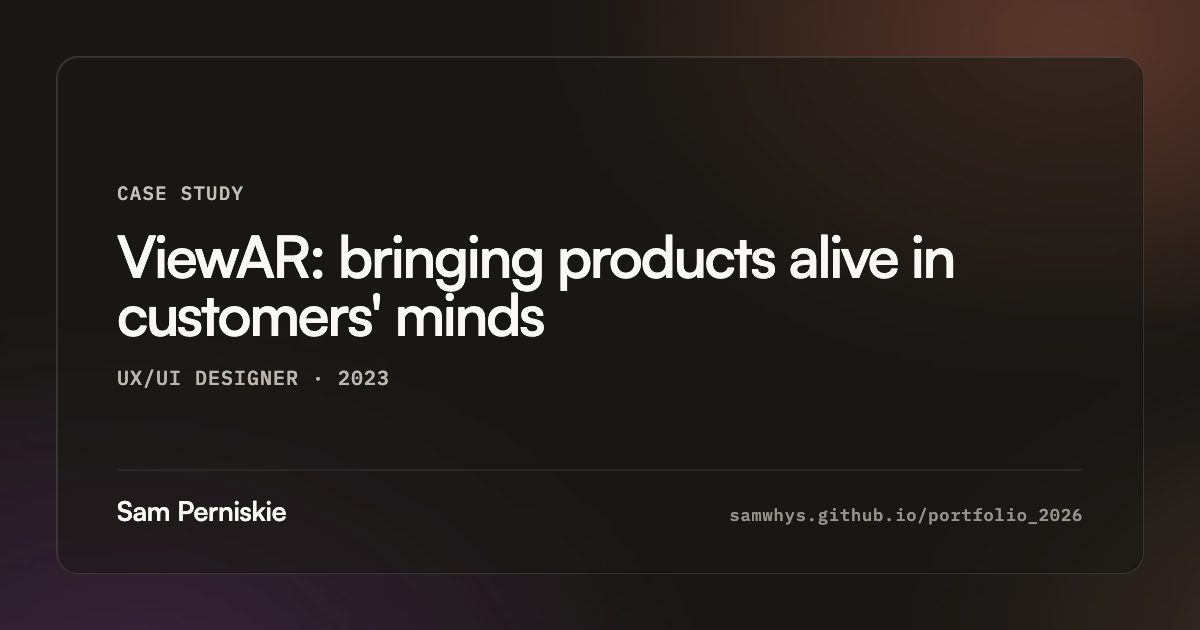 CASE STUDY
ViewAR: bringing products alive in
customers' minds
UX/UI DESIGNER · 2023
Sam Perniskie
samwhys.github.io/portfolio_2026